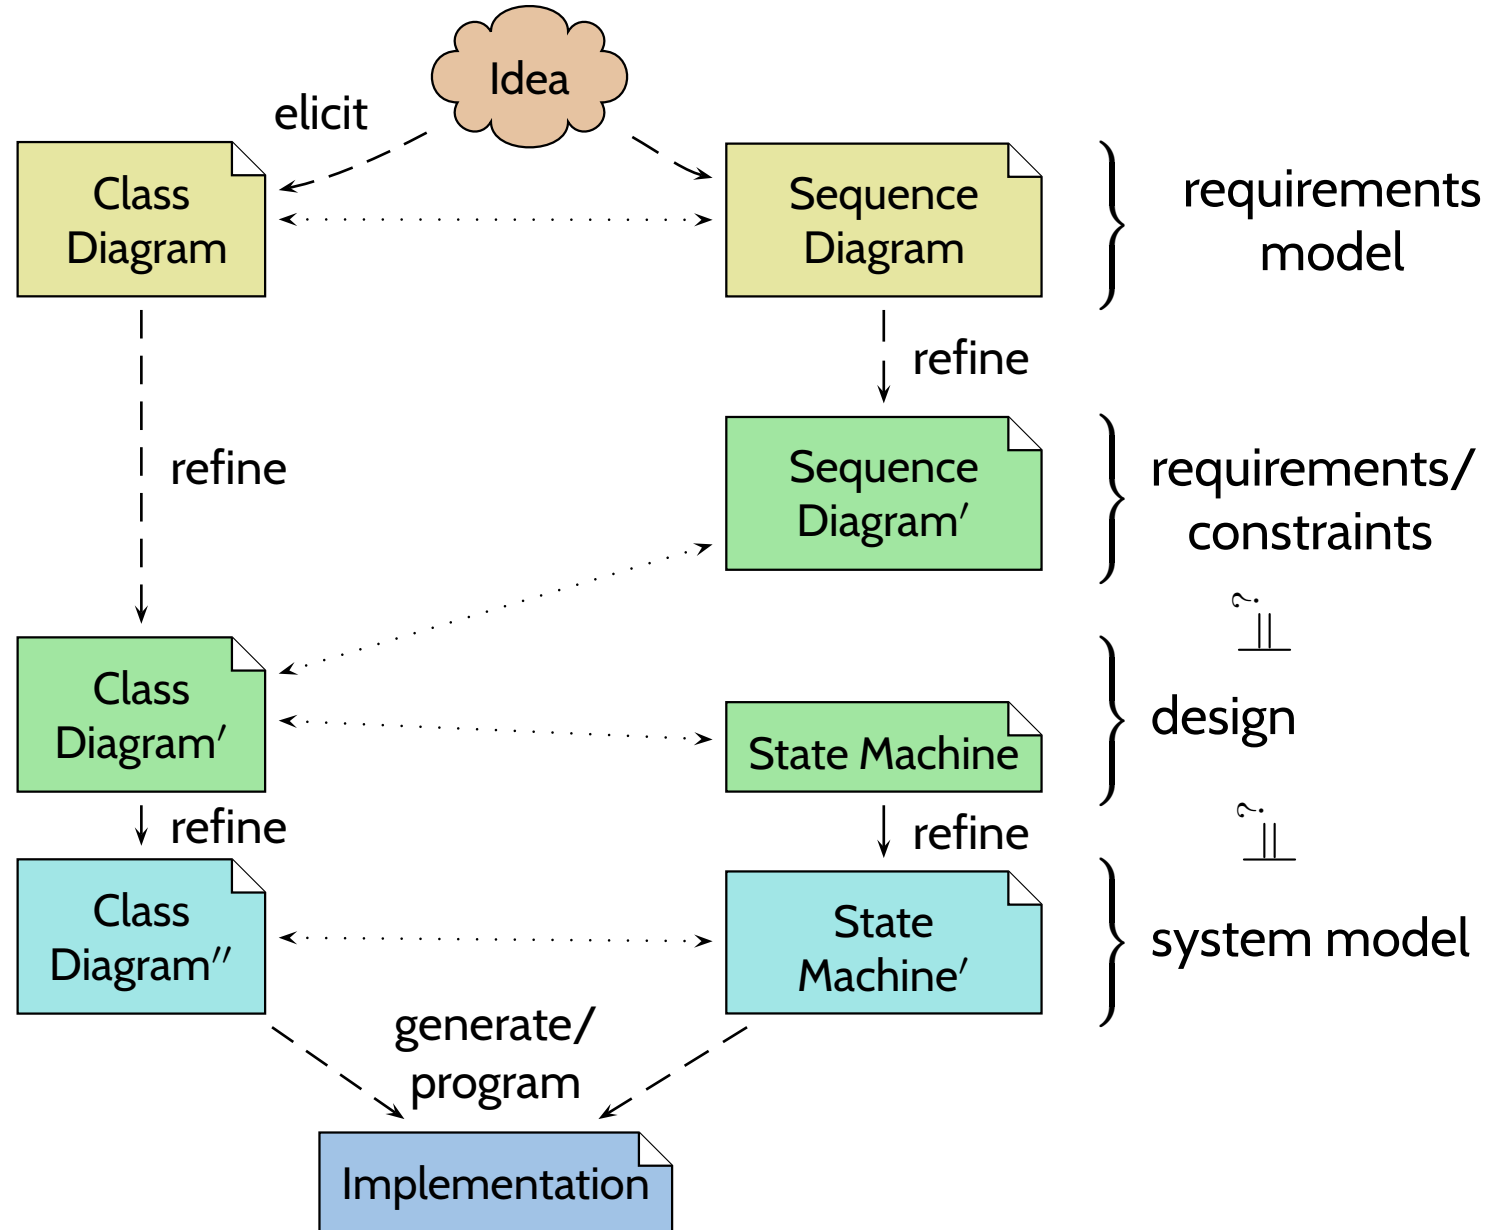 Idea
elicit
Class
Diagram
Sequence
Diagram
requirements
model
refine
refine
Sequence
Diagram′
requirements/
constraints
?
Class
Diagram′
State Machine
design
refine
refine
?
Class
Diagram′′
State
Machine′
system model
generate/
program
Implementation